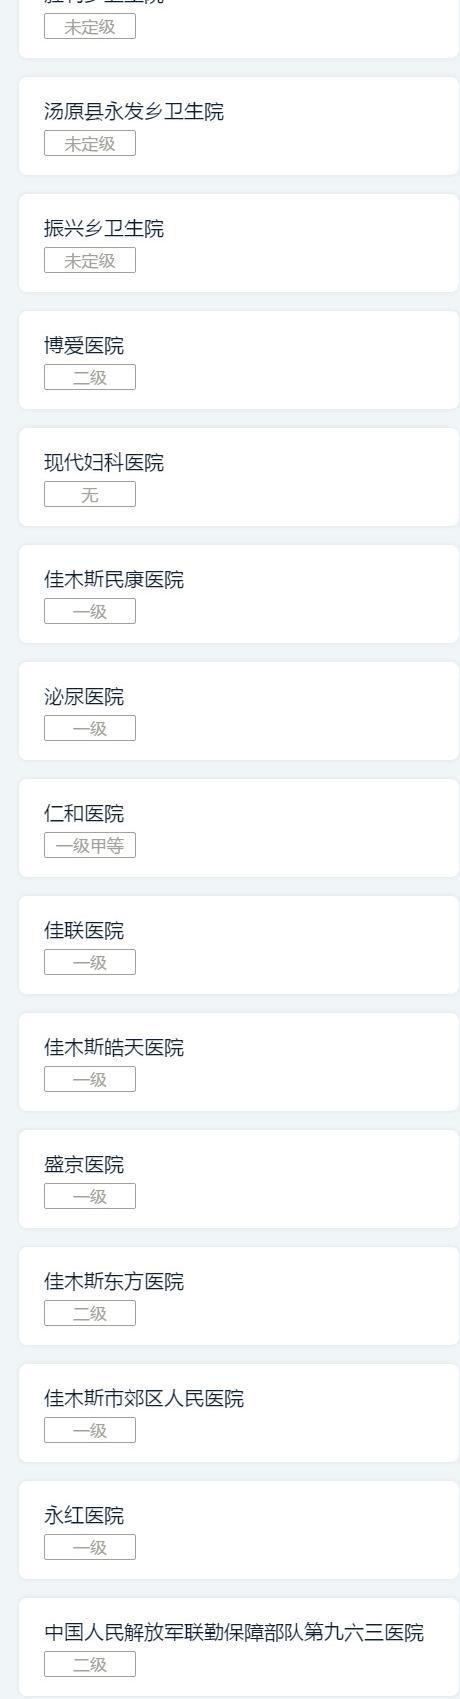 未定级
汤原县永发乡卫生院
未定级
振兴乡卫生院
未定级
博爱医院
二级
现代妇科医院
无
佳木斯民康医院
一级
泌尿医院
一级
仁和医院
一级甲等
佳联医院
一级
佳木斯皓天医院
一级
盛京医院
一级
佳木斯东方医院
二级
佳木斯市郊区人民医院
一级
永红医院
一级
中国人民解放军联勤保障部队第九六三医院
二级